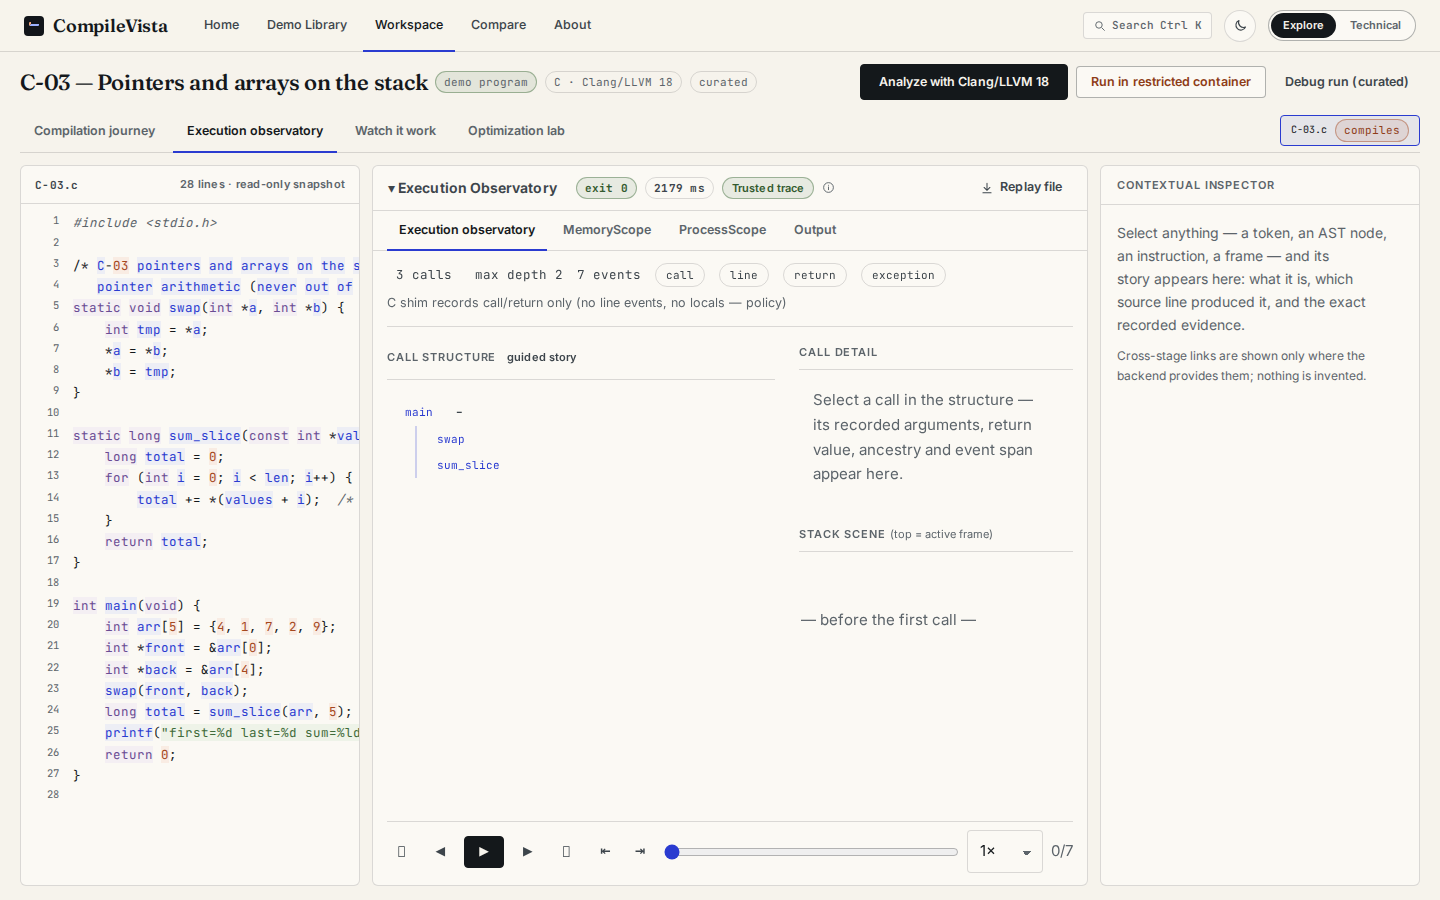 CompileVista
Home
Demo Library
Workspace
Compare
About
Search Ctrl K
Explore
Technical
C-03 — Pointers and arrays on the stack
demo program
C · Clang/LLVM 18
curated
Analyze with Clang/LLVM 18
Run in restricted container
Debug run (curated)
Compilation journey
Execution observatory
Watch it work
Optimization lab
C-03.c
compiles
C-03.c
28 lines · read-only snapshot
1 #include <stdio.h>
2
3 /* C-03 pointers and arrays on the s
4    pointer arithmetic (never out of
5 static void swap(int *a, int *b) {
6     int tmp = *a;
7     *a = *b;
8     *b = tmp;
9 }
10
11 static long sum_slice(const int *val
12     long total = 0;
13     for (int i = 0; i < len; i++) {
14         total += *(values + i);  /*
15     }
16     return total;
17 }
18
19 int main(void) {
20     int arr[5] = {4, 1, 7, 2, 9};
21     int *front = &arr[0];
22     int *back = &arr[4];
23     swap(front, back);
24     long total = sum_slice(arr, 5);
25     printf("first=%d last=%d sum=%ld
26     return 0;
27 }
28
▾ Execution Observatory
exit 0
2179 ms
Trusted trace
Replay file
Execution observatory
MemoryScope
ProcessScope
Output
3 calls
max depth 2
7 events
call
line
return
exception
C shim records call/return only (no line events, no locals — policy)
CALL STRUCTURE
guided story
main –
swap
sum_slice
CALL DETAIL
Select a call in the structure —
its recorded arguments, return
value, ancestry and event span
appear here.
STACK SCENE (top = active frame)
— before the first call —
1×
0/7
CONTEXTUAL INSPECTOR
Select anything — a token, an AST node,
an instruction, a frame — and its
story appears here: what it is, which
source line produced it, and the exact
recorded evidence.
Cross-stage links are shown only where the
backend provides them; nothing is invented.